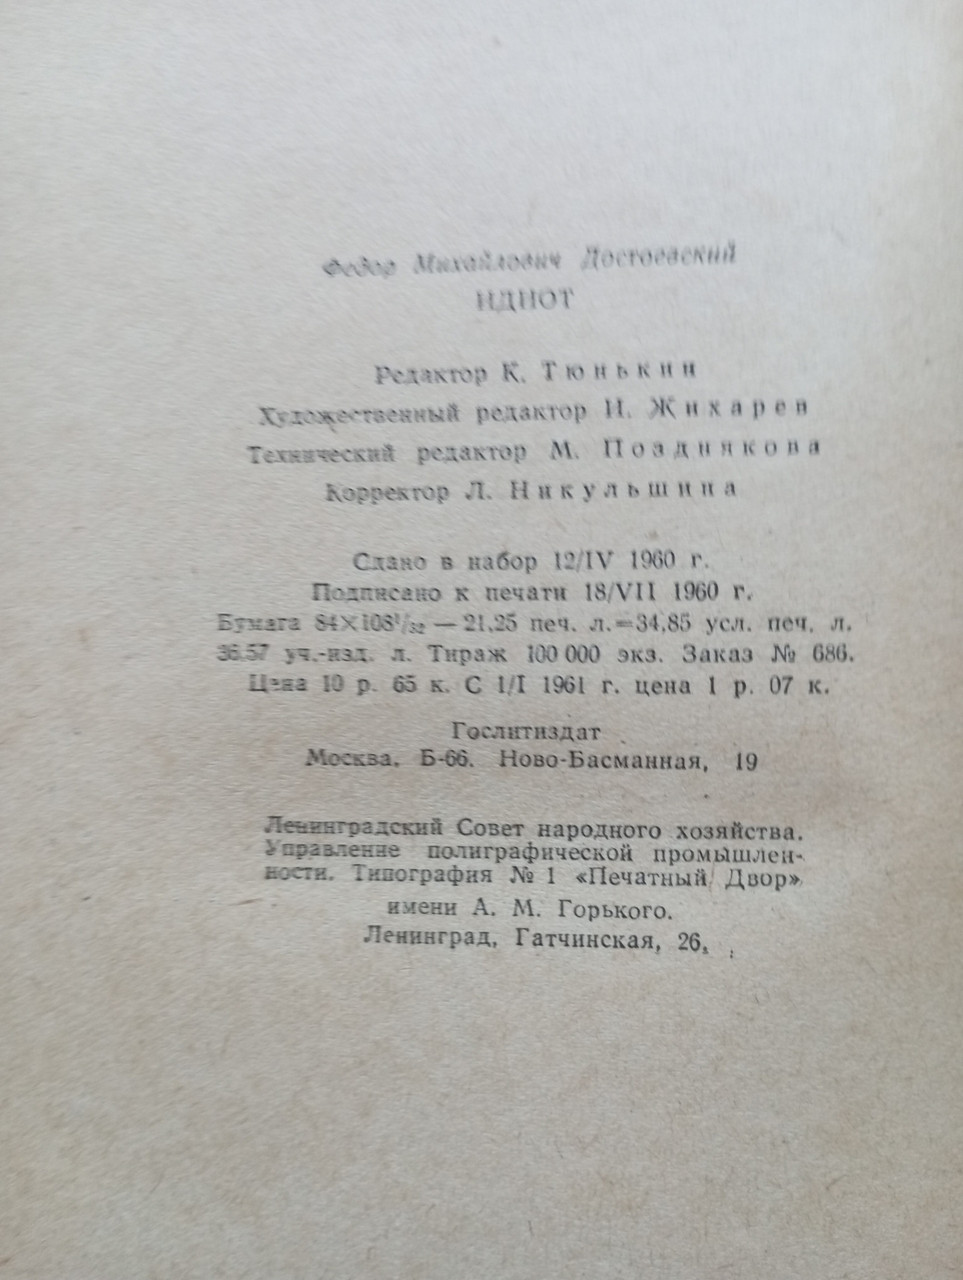 Федор Михайлович Достоевский
ИДИОТ
Редактор К. Тюнькин
Художественный редактор И. Жихарев
Технический редактор М. Позднякова
Корректор Л. Никульшина
Сдано в набор 12/IV 1960 г.
Подписано к печати 18/VII 1960 г.
Бумага 84×108¹/₃₂ — 21,25 печ. л.=34,85 усл. печ. л.
36,57 уч.-изд. л. Тираж 100 000 экз. Заказ № 686.
Цена 10 р. 65 к. С 1/I 1961 г. цена 1 р. 07 к.
Гослитиздат
Москва, Б-66, Ново-Басманная, 19
Ленинградский Совет народного хозяйства.
Управление полиграфической промышлен-
ности. Типография № 1 «Печатный Двор»
имени А. М. Горького.
Ленинград, Гатчинская, 26.